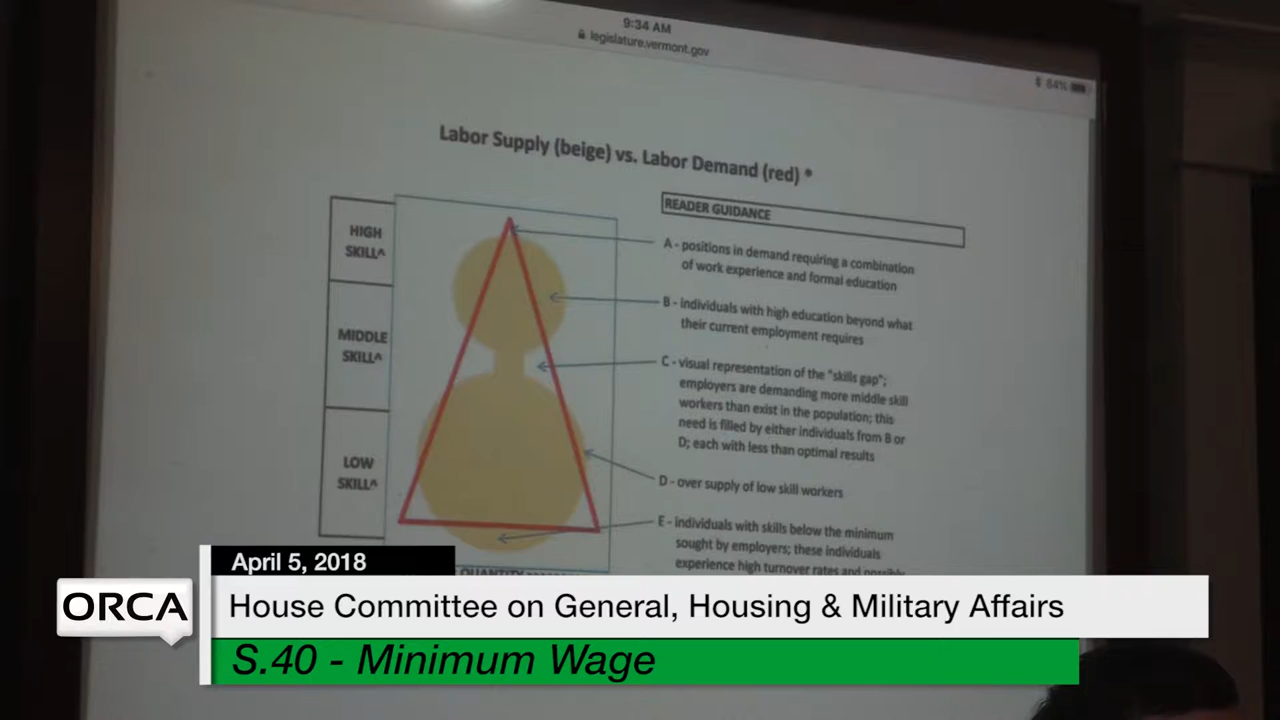 9:34 AM
legislature.vermont.gov
84%
Labor Supply (beige) vs. Labor Demand (red) *
READER GUIDANCE
HIGH
SKILL^
MIDDLE
SKILL^
LOW
SKILL^
A - positions in demand requiring a combination
of work experience and formal education
B - individuals with high education beyond what
their current employment requires
C - visual representation of the "skills gap";
employers are demanding more middle skill
workers than exist in the population; this
need is filled by either individuals from B or
D; each with less than optimal results
D - over supply of low skill workers
E - individuals with skills below the minimum
sought by employers; these individuals
experience high turnover rates and possibly
QUANTITY
April 5, 2018
ORCA
House Committee on General, Housing & Military Affairs
S.40 - Minimum Wage